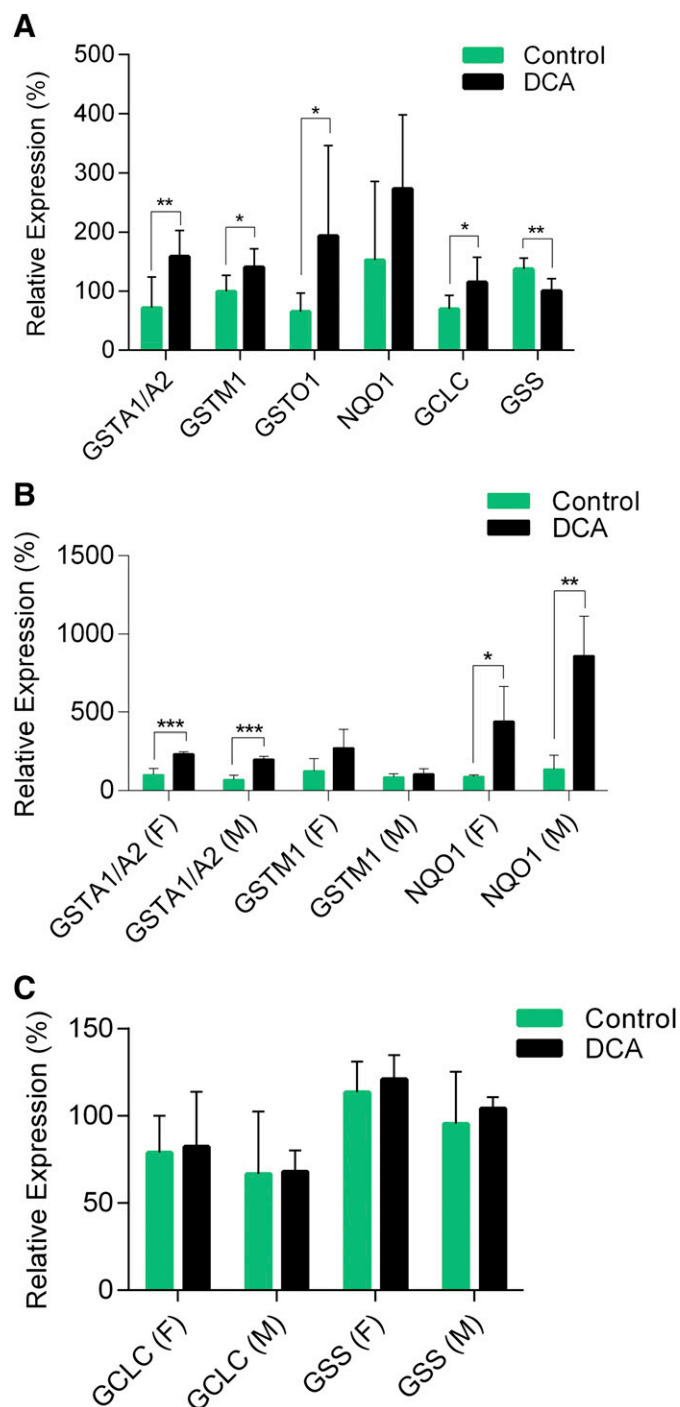 A
Relative Expression (%)
500
400
300
200
100
0
Control
DCA
**
*
*
*
**
GSTA1/A2
GSTM1
GSTO1
NQO1
GCLC
GSS
B
Relative Expression (%)
1500
1000
500
0
Control
DCA
***
***
*
**
GSTA1/A2 (F)
GSTA1/A2 (M)
GSTM1 (F)
GSTM1 (M)
NQO1 (F)
NQO1 (M)
C
Relative Expression (%)
150
100
50
0
Control
DCA
GCLC (F)
GCLC (M)
GSS (F)
GSS (M)